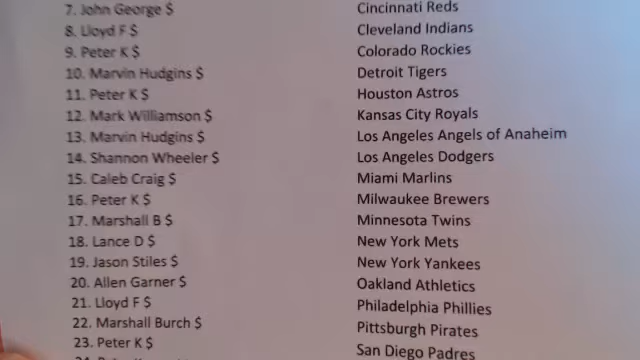 7. John George $ Cincinnati Reds
8. Lloyd F $ Cleveland Indians
9. Peter K $ Colorado Rockies
10. Marvin Hudgins $ Detroit Tigers
11. Peter K $ Houston Astros
12. Mark Williamson $ Kansas City Royals
13. Marvin Hudgins $ Los Angeles Angels of Anaheim
14. Shannon Wheeler $ Los Angeles Dodgers
15. Caleb Craig $ Miami Marlins
16. Peter K $ Milwaukee Brewers
17. Marshall B $ Minnesota Twins
18. Lance D $ New York Mets
19. Jason Stiles $ New York Yankees
20. Allen Garner $ Oakland Athletics
21. Lloyd F $ Philadelphia Phillies
22. Marshall Burch $ Pittsburgh Pirates
23. Peter K $ San Diego Padres